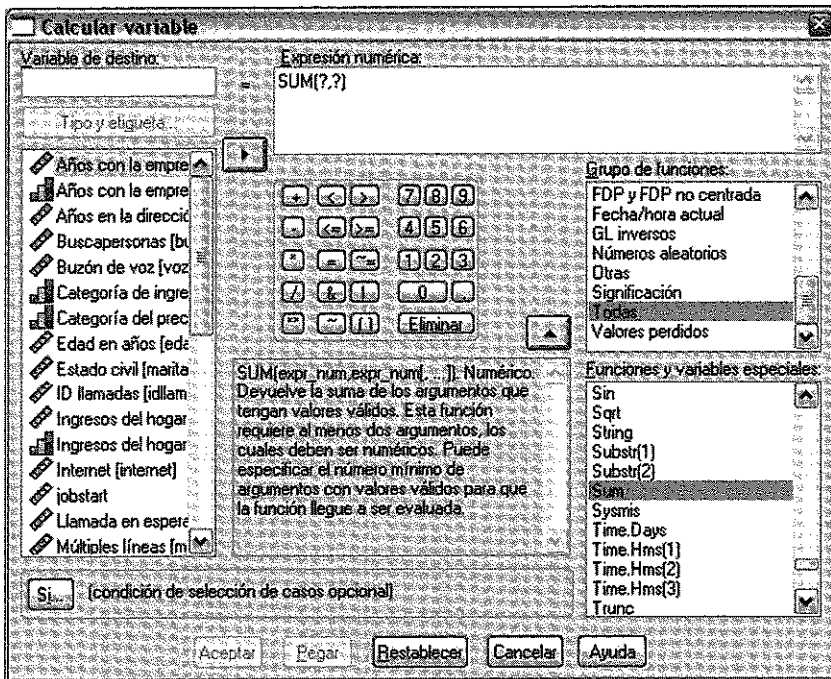 Calcular variable
Variable de destino:
Expresión numérica:
=
SUM(?,?)
Tipo y etiqueta...
Años con la empre
Años con la empre
Años en la direcció
Buscapersonas [bu
Buzón de voz [voz
Categoría de ingre
Categoría del prec
Edad en años [eda
Estado civil [marita
ID llamadas [idllam
Ingresos del hogar
Ingresos del hogar
Internet [internet]
jobstart
Llamada en espera
Múltiples líneas [m
+ < > 7 8 9
- <= >= 4 5 6
* = ~= 1 2 3
/ & | 0 .
** ~ ( ) Eliminar
Grupo de funciones:
FDP y FDP no centrada
Fecha/hora actual
GL inversos
Números aleatorios
Otras
Significación
Todas
Valores perdidos
SUM(expr_num,expr_num[,...]). Numérico.
Devuelve la suma de los argumentos que
tengan valores válidos. Esta función
requiere al menos dos argumentos, los
cuales deben ser numéricos. Puede
especificar el número mínimo de
argumentos con valores válidos para que
la función llegue a ser evaluada.
Funciones y variables especiales:
Sin
Sqrt
String
Substr(1)
Substr(2)
Sum
Sysmis
Time.Days
Time.Hms(1)
Time.Hms(2)
Time.Hms(3)
Trunc
Si...
(condición de selección de casos opcional)
Aceptar Pegar Restablecer Cancelar Ayuda